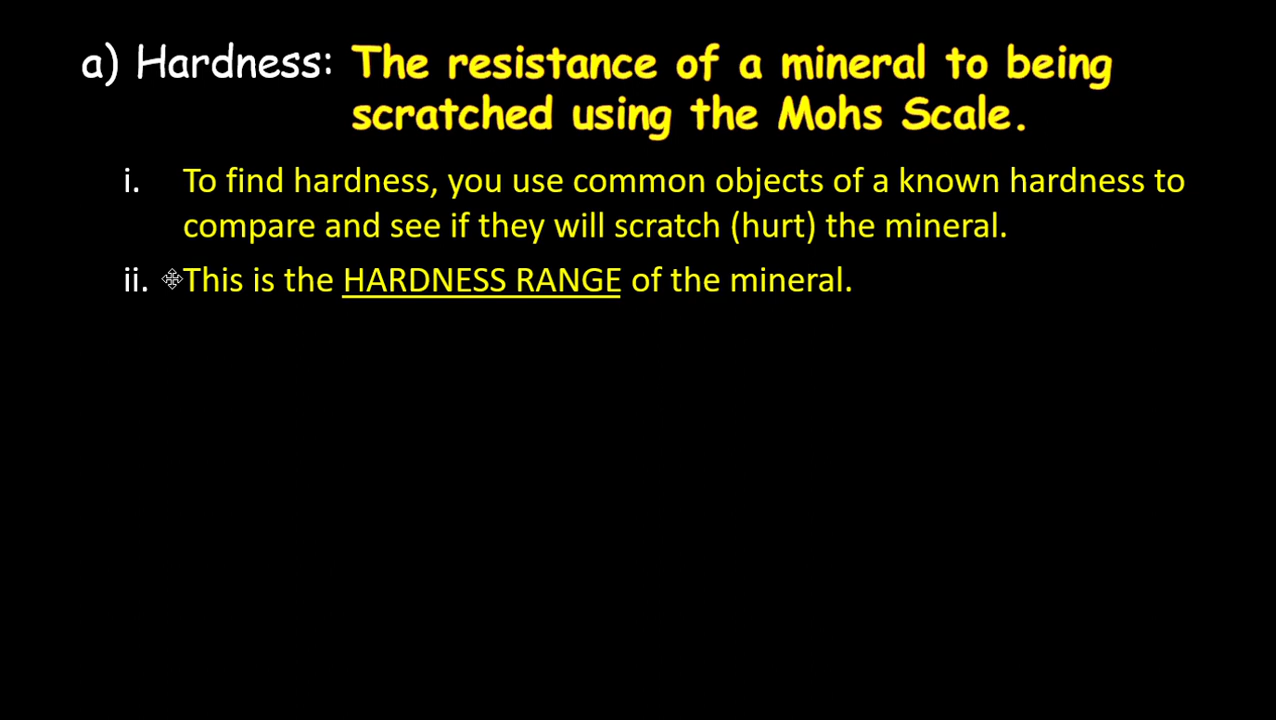 a) Hardness: The resistance of a mineral to being
scratched using the Mohs Scale.
i. To find hardness, you use common objects of a known hardness to
compare and see if they will scratch (hurt) the mineral.
ii. This is the HARDNESS RANGE of the mineral.